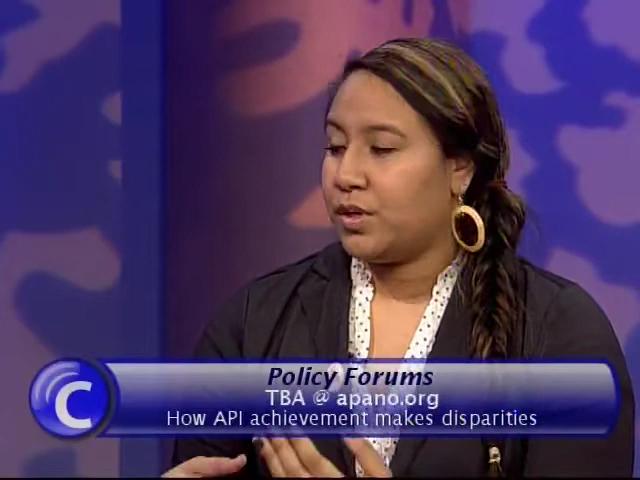 Policy Forums
TBA @ apano.org
How API achievement makes disparities
C